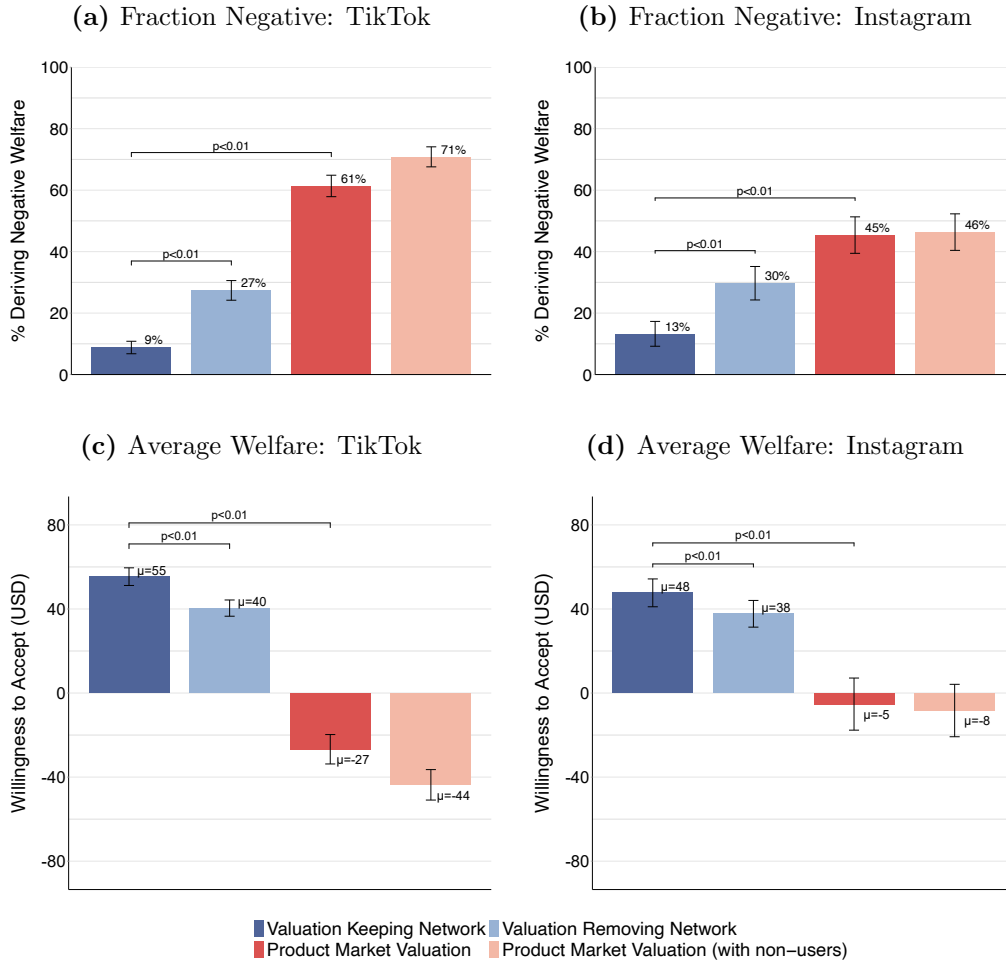 (a) Fraction Negative: TikTok
(b) Fraction Negative: Instagram
% Deriving Negative Welfare
100
80
60
40
20
0
p<0.01
p<0.01
9%
27%
61%
71%
% Deriving Negative Welfare
100
80
60
40
20
0
p<0.01
p<0.01
13%
30%
45%
46%
(c) Average Welfare: TikTok
(d) Average Welfare: Instagram
Willingness to Accept (USD)
80
40
0
-40
-80
p<0.01
p<0.01
μ=55
μ=40
μ=-27
μ=-44
Willingness to Accept (USD)
80
40
0
-40
-80
p<0.01
p<0.01
μ=48
μ=38
μ=-5
μ=-8
Valuation Keeping Network
Valuation Removing Network
Product Market Valuation
Product Market Valuation (with non−users)